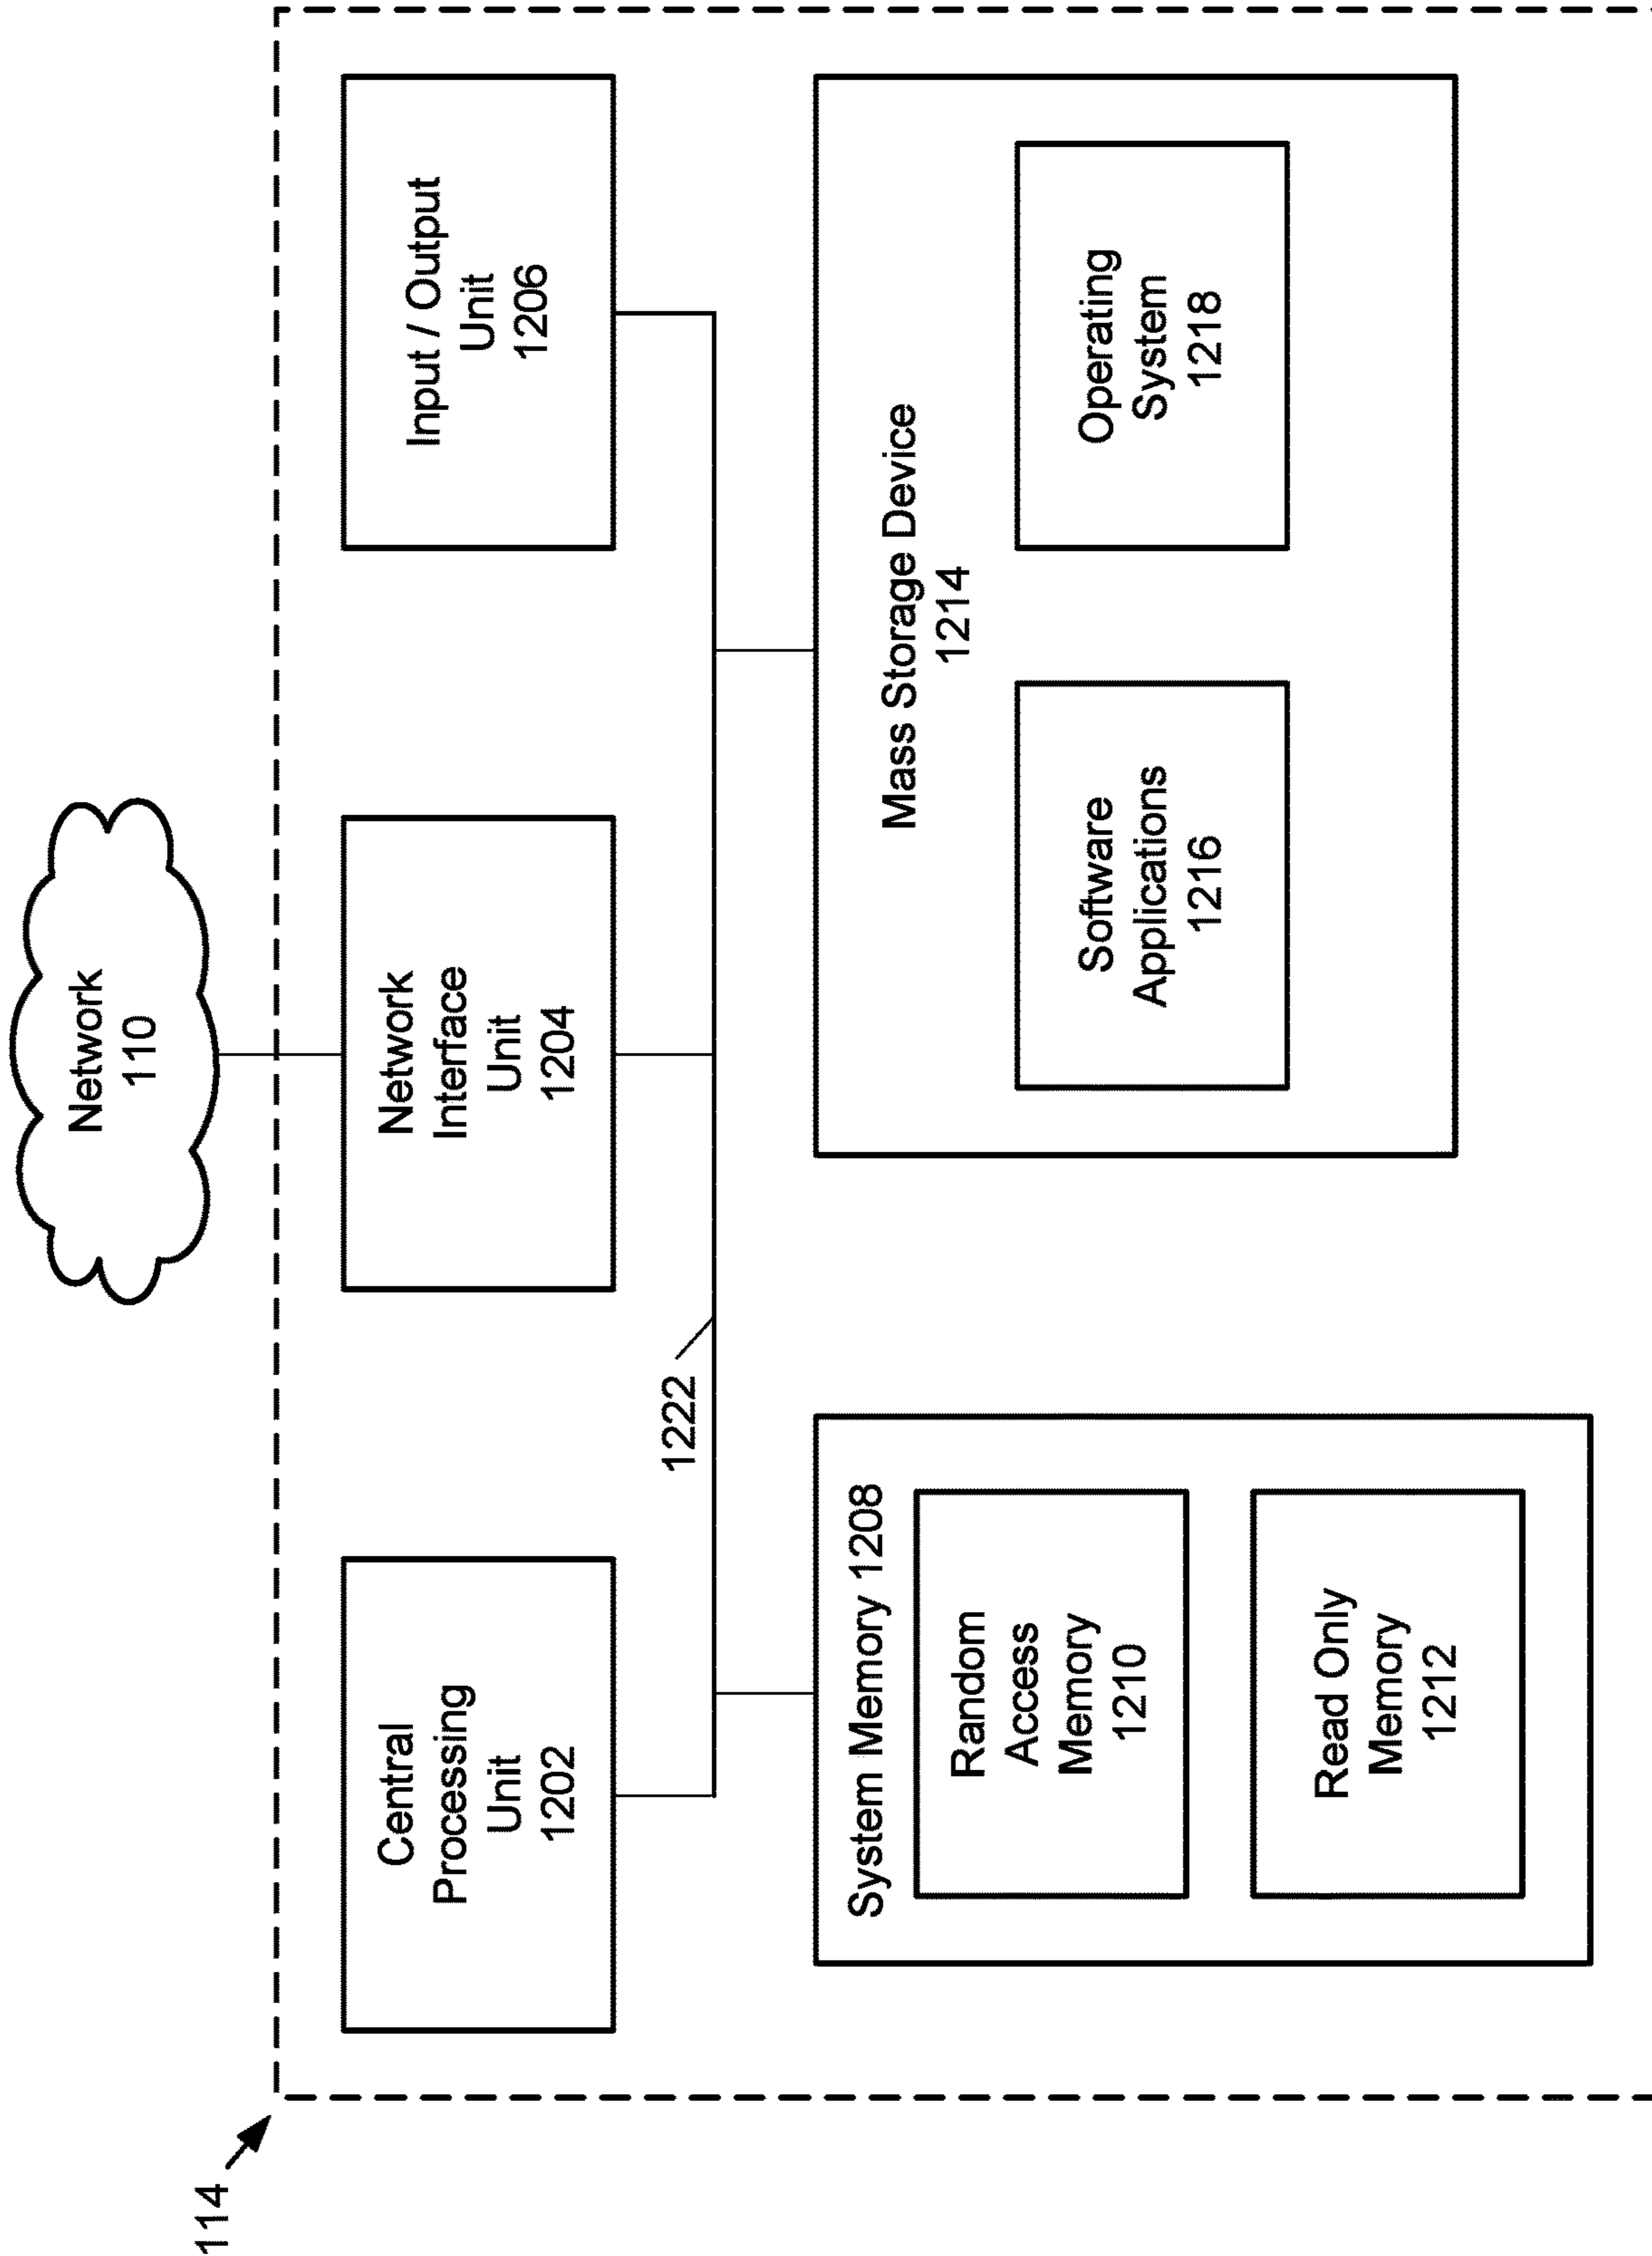 114
Network
110
Central
Processing
Unit
1202
Network
Interface
Unit
1204
Input / Output
Unit
1206
1222
System Memory 1208
Random
Access
Memory
1210
Read Only
Memory
1212
Mass Storage Device
1214
Software
Applications
1216
Operating
System
1218